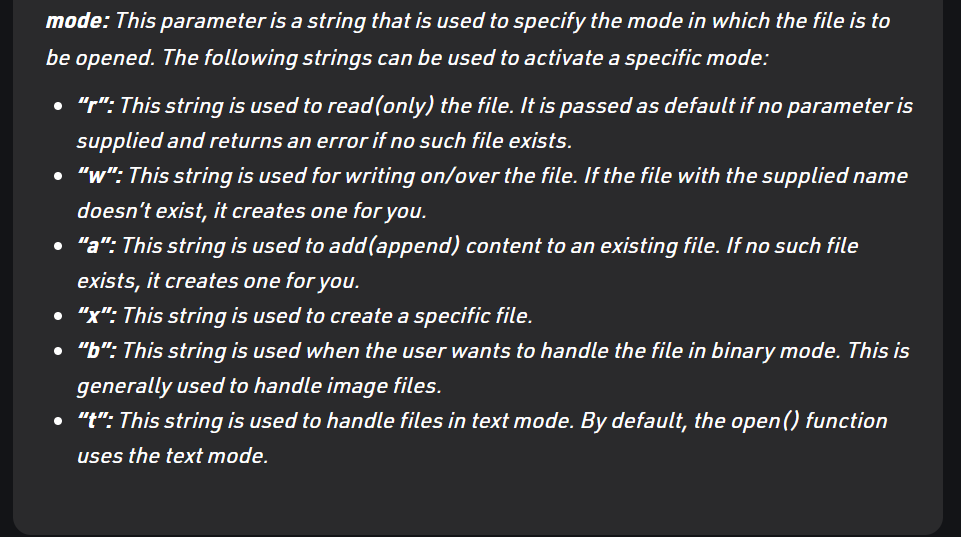 mode: This parameter is a string that is used to specify the mode in which the file is to
be opened. The following strings can be used to activate a specific mode:
• “r”: This string is used to read(only) the file. It is passed as default if no parameter is
supplied and returns an error if no such file exists.
• “w”: This string is used for writing on/over the file. If the file with the supplied name
doesn’t exist, it creates one for you.
• “a”: This string is used to add(append) content to an existing file. If no such file
exists, it creates one for you.
• “x”: This string is used to create a specific file.
• “b”: This string is used when the user wants to handle the file in binary mode. This is
generally used to handle image files.
• “t”: This string is used to handle files in text mode. By default, the open() function
uses the text mode.